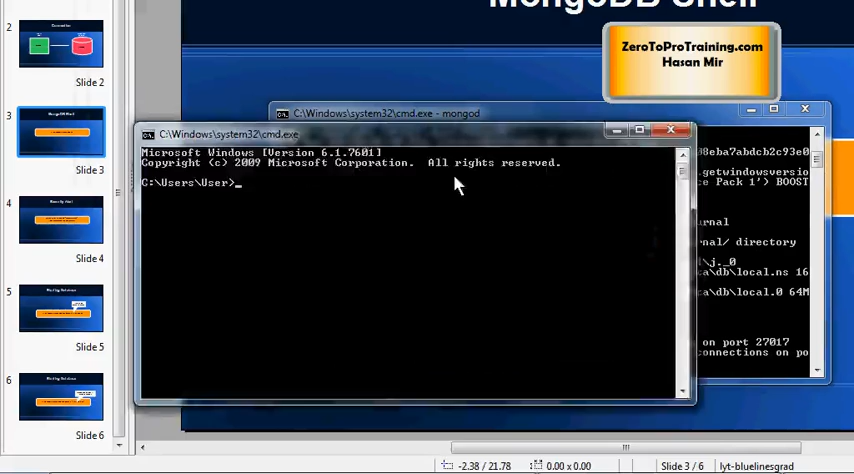 MongoDB Shell
ZeroToProTraining.com
Hasan Mir
2
Slide 2
3
Slide 3
4
Slide 4
5
Slide 5
6
Slide 6
C:\Windows\system32\cmd.exe - mongod
C:\Windows\system32\cmd.exe
Microsoft Windows [Version 6.1.7601]
Copyright (c) 2009 Microsoft Corporation.  All rights reserved.
C:\Users\User>_
98eba7abdcb2c93e0
.getwindowsversio
ce Pack 1'> BOOST
rnal
rnal/ directory
l\j._0
ta\db\local.ns 16
ta\db\local.0 64M
on port 27017
connections on po
-2.38 / 21.78
0.00 x 0.00
Slide 3 / 6
lyt-bluelinesgrad